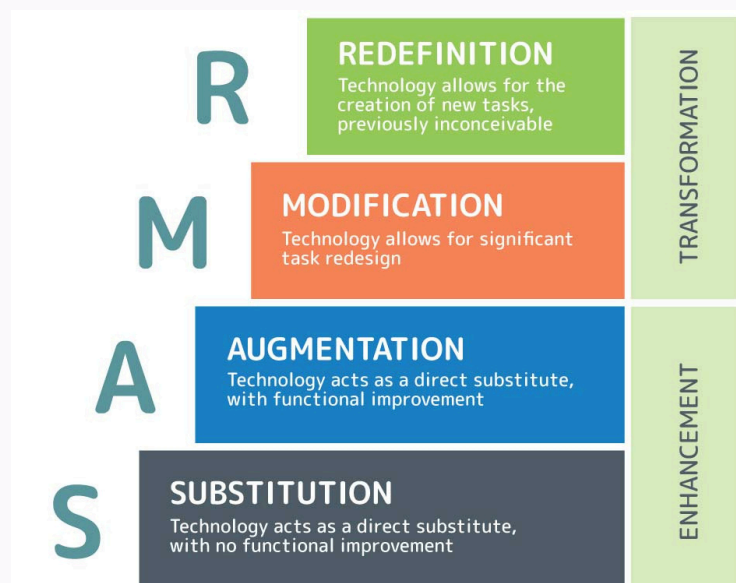 R
REDEFINITION
Technology allows for the
creation of new tasks,
previously inconceivable
TRANSFORMATION
M
MODIFICATION
Technology allows for significant
task redesign
A
AUGMENTATION
Technology acts as a direct substitute,
with functional improvement
ENHANCEMENT
S
SUBSTITUTION
Technology acts as a direct substitute,
with no functional improvement